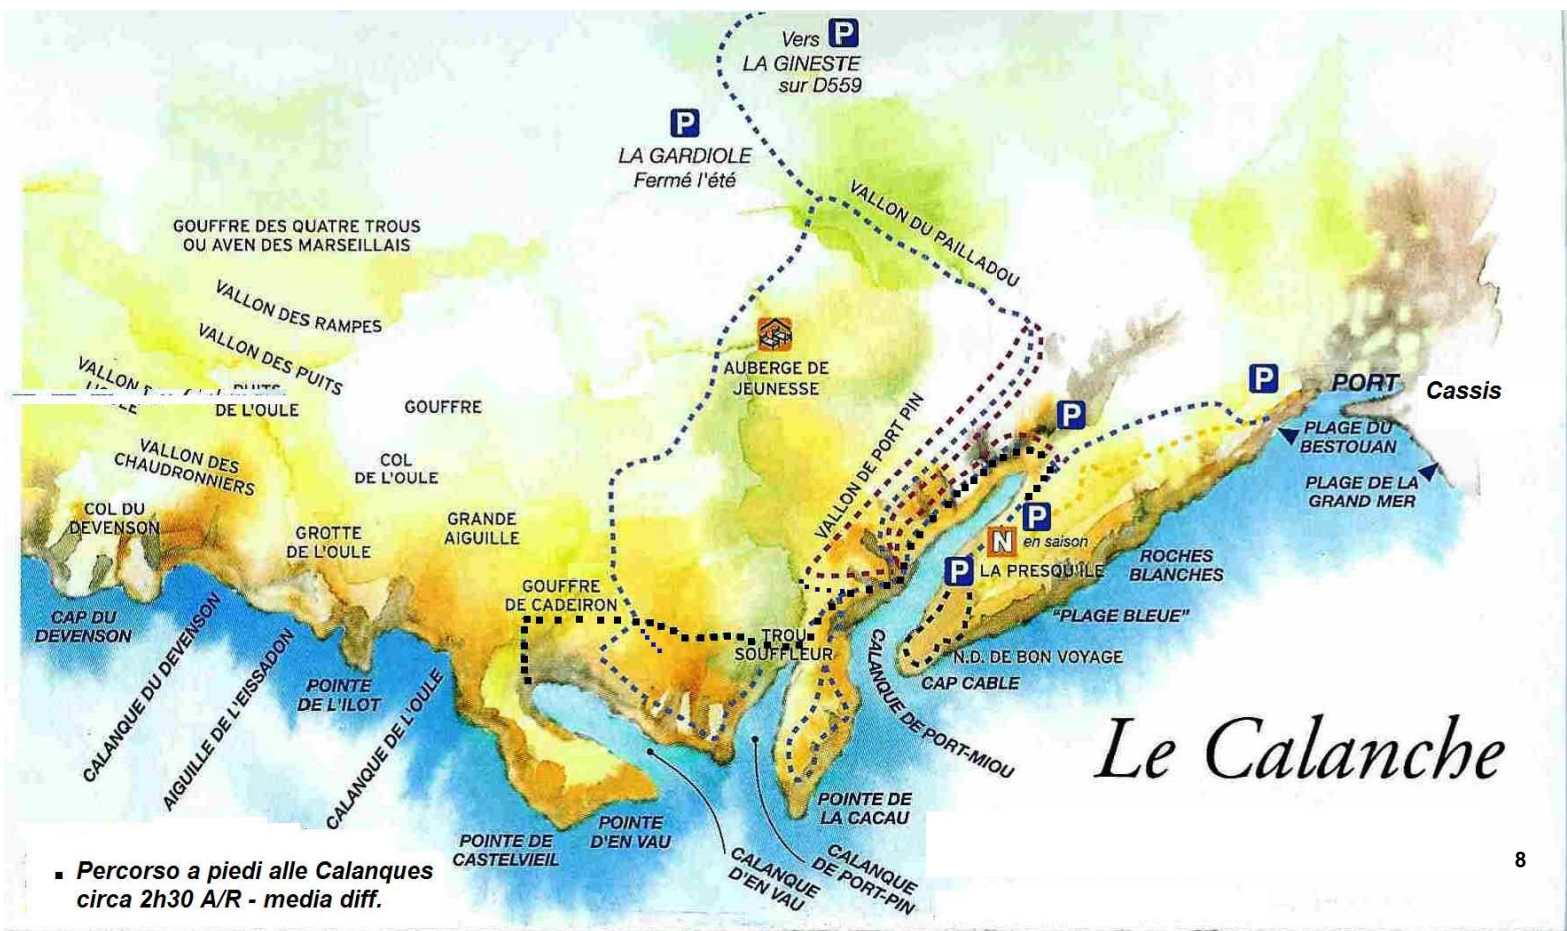 P
Vers
LA GINESTE
sur D559
P
LA GARDIOLE
Fermé l'été
VALLON DU PAILLADOU
GOUFFRE DES QUATRE TROUS
OU AVEN DES MARSEILLAIS
VALLON DES RAMPES
VALLON DES PUITS
VALLON
DE L'OULE
GOUFFRE
AUBERGE DE
JEUNESSE
P
PORT
Cassis
P
PLAGE DU
BESTOUAN
PLAGE DE LA
GRAND MER
VALLON DE PORT PIN
VALLON DES
CHAUDRONNIERS
COL
DE L'OULE
COL DU
DEVENSON
GROTTE
DE L'OULE
GRANDE
AIGUILLE
P
N
en saison
P
LA PRESQU'ILE
ROCHES
BLANCHES
"PLAGE BLEUE"
GOUFFRE
DE CADEIRON
CAP DU
DEVENSON
TROU
SOUFFLEUR
N.D. DE BON VOYAGE
CAP CABLE
CALANQUE DU DEVENSON
AIGUILLE DE L'EISSADON
POINTE
DE L'ILOT
CALANQUE DE L'OULE
CALANQUE DE PORT-MIOU
Le Calanche
POINTE DE
LA CACAU
POINTE
D'EN VAU
POINTE DE
CASTELVIEIL
CALANQUE
D'EN VAU
CALANQUE
DE PORT-PIN
Percorso a piedi alle Calanques
circa 2h30 A/R - media diff.
8